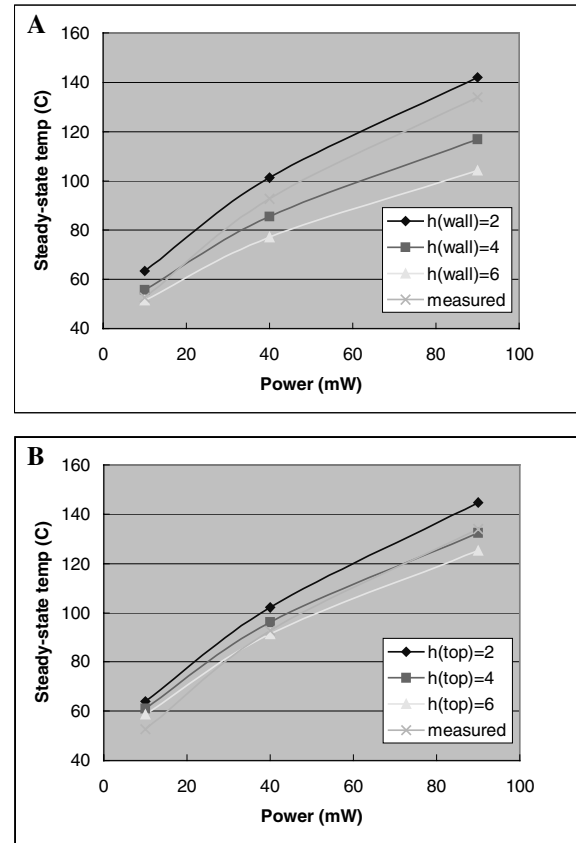 A
160
140
120
100
80
60
40
Steady-state temp (C)
0 20 40 60 80 100
Power (mW)
h(wall)=2
h(wall)=4
h(wall)=6
measured
B
160
140
120
100
80
60
40
Steady-state temp (C)
0 20 40 60 80 100
Power (mW)
h(top)=2
h(top)=4
h(top)=6
measured